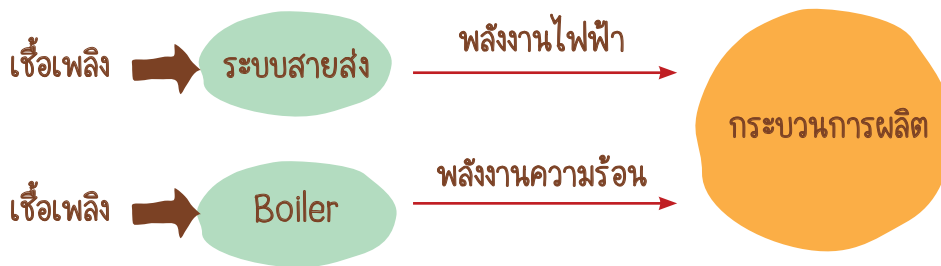 เชื้อเพลิง
ระบบสายส่ง
พลังงานไฟฟ้า
กระบวนการผลิต
เชื้อเพลิง
Boiler
พลังงานความร้อน